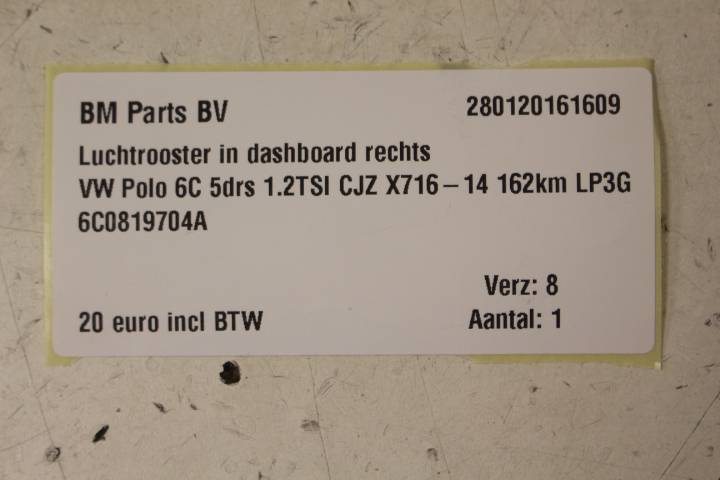 BM Parts BV 280120161609
Luchtrooster in dashboard rechts
VW Polo 6C 5drs 1.2TSI CJZ X716–14 162km LP3G
6C0819704A
Verz: 8
20 euro incl BTW Aantal: 1